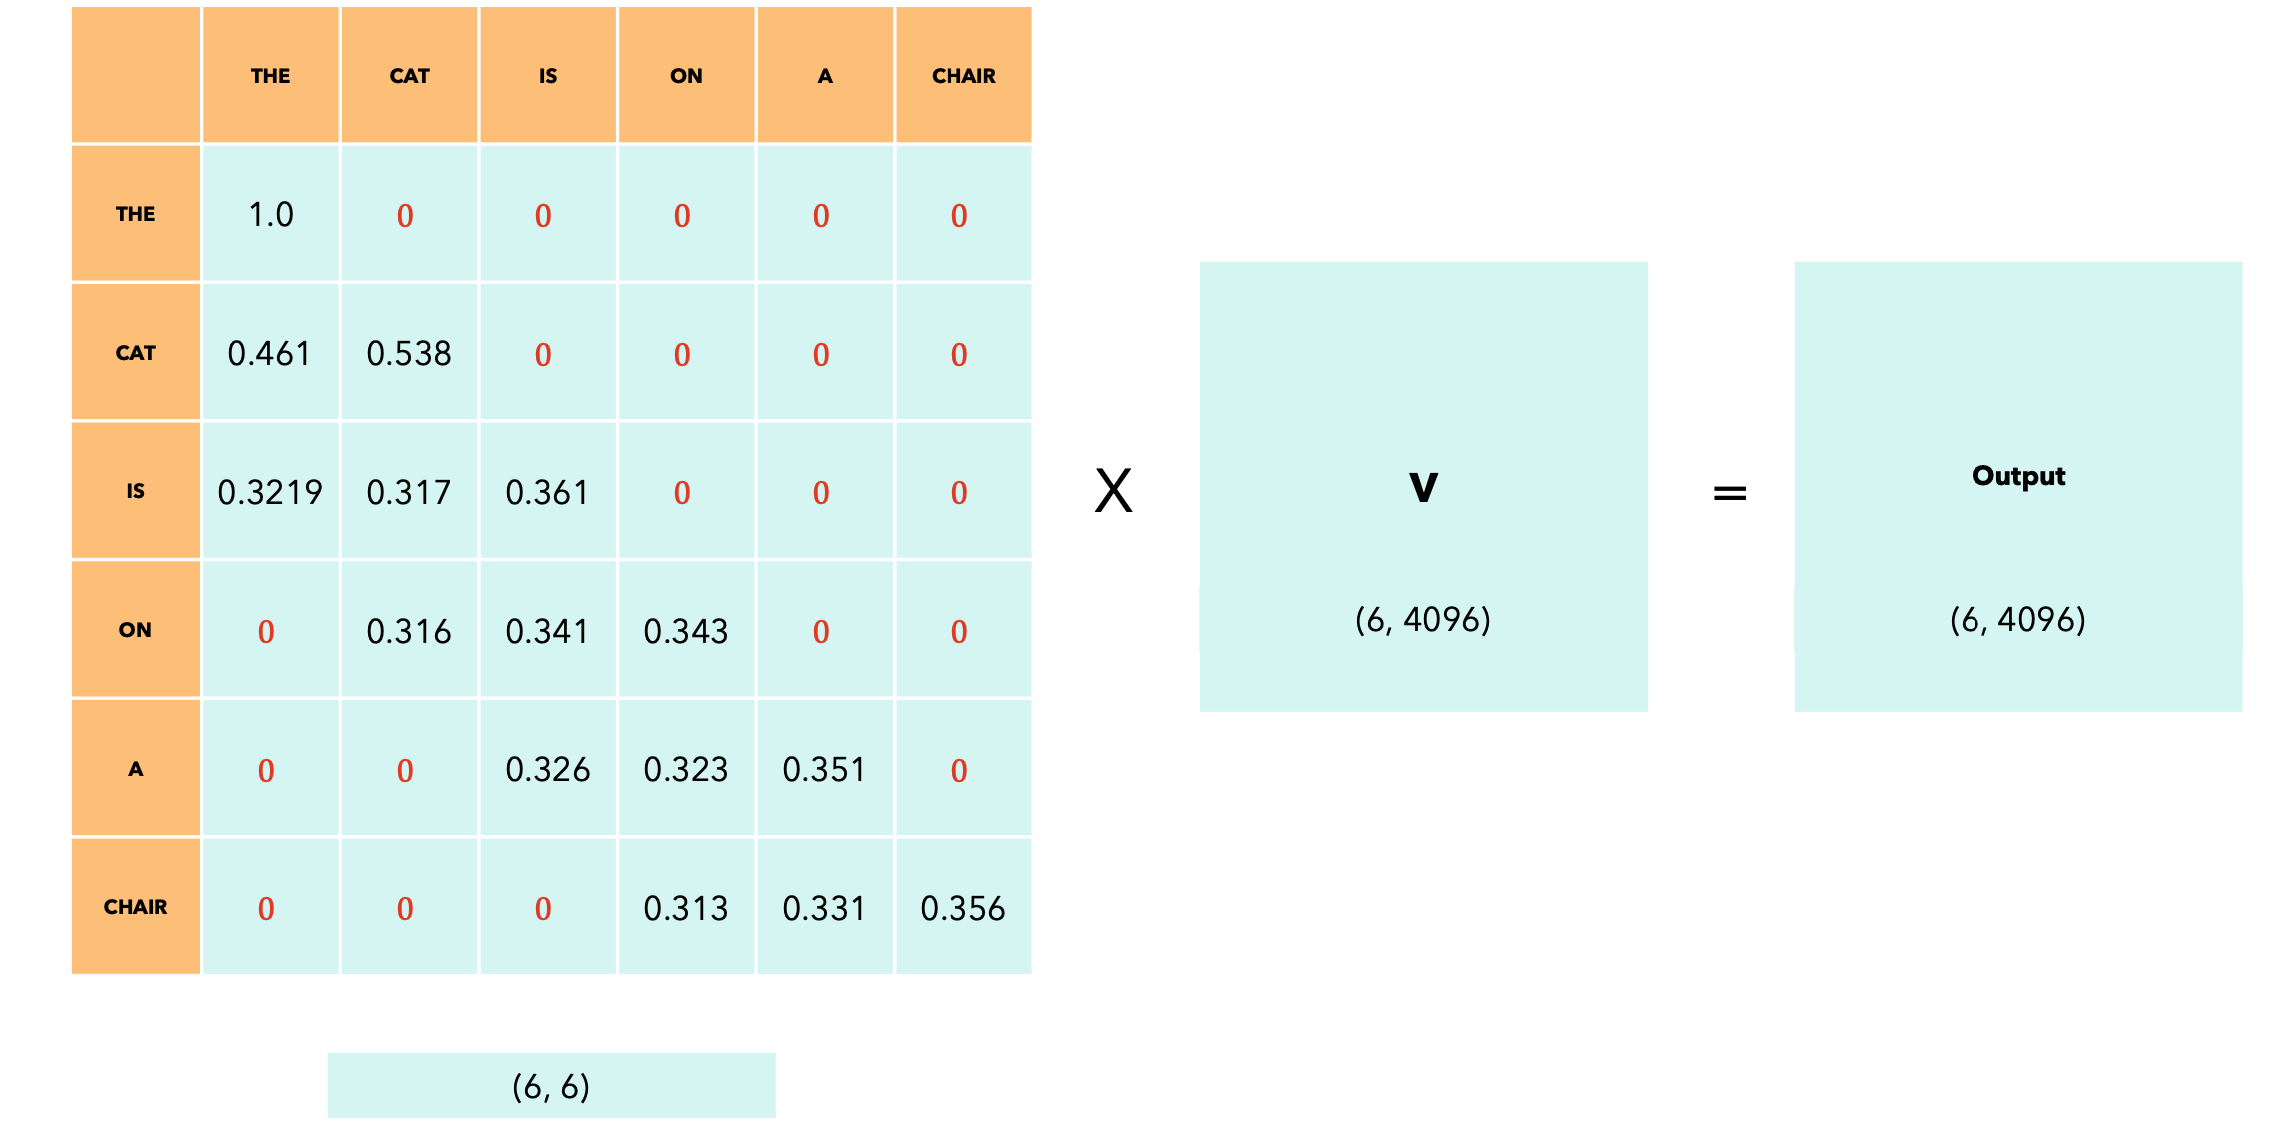 THE CAT IS ON A CHAIR
THE 1.0 0 0 0 0 0
CAT 0.461 0.538 0 0 0 0
IS 0.3219 0.317 0.361 0 0 0
ON 0 0.316 0.341 0.343 0 0
A 0 0 0.326 0.323 0.351 0
CHAIR 0 0 0 0.313 0.331 0.356
(6, 6)
X
V
(6, 4096)
=
Output
(6, 4096)